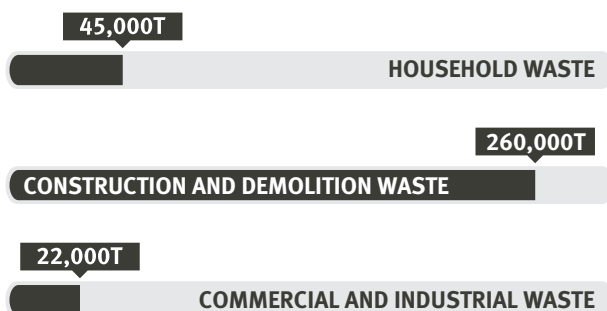 45,000T
HOUSEHOLD WASTE
260,000T
CONSTRUCTION AND DEMOLITION WASTE
22,000T
COMMERCIAL AND INDUSTRIAL WASTE